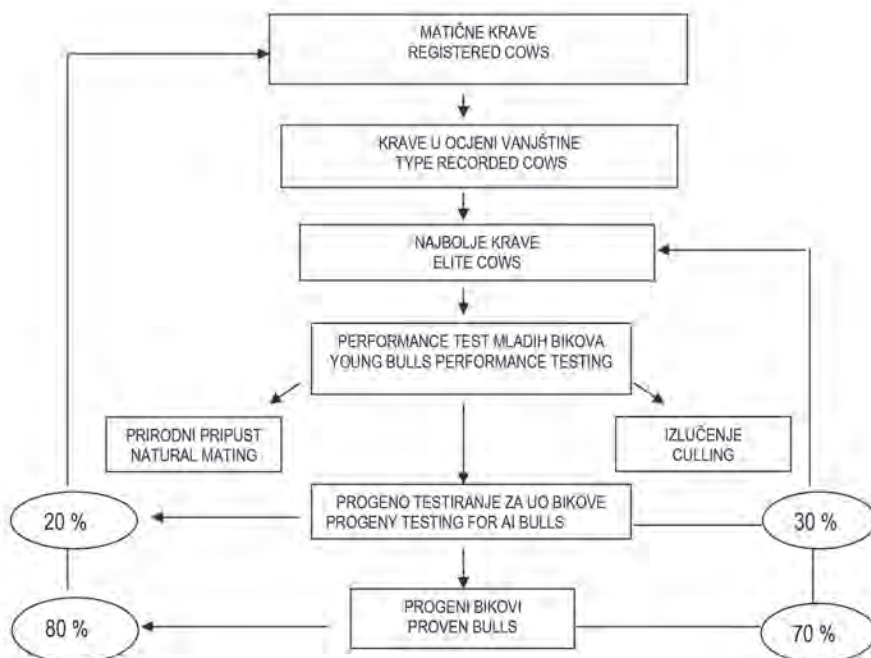 MATIČNE KRAVE
REGISTERED COWS
KRAVE U OCJENI VANJŠTINE
TYPE RECORDED COWS
NAJBOLJE KRAVE
ELITE COWS
PERFORMANCE TEST MLADIH BIKOVA
YOUNG BULLS PERFORMANCE TESTING
PRIRODNI PRIPUST
NATURAL MATING
IZLUČENJE
CULLING
PROGENO TESTIRANJE ZA UO BIKOVE
PROGENY TESTING FOR AI BULLS
20 %
30 %
PROGENI BIKOVI
PROVEN BULLS
80 %
70 %